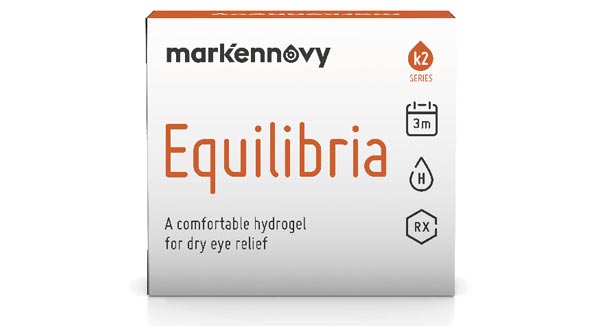 markennovy
k2
SERIES
3m
Equilibria
H
A comfortable hydrogel
for dry eye relief
RX